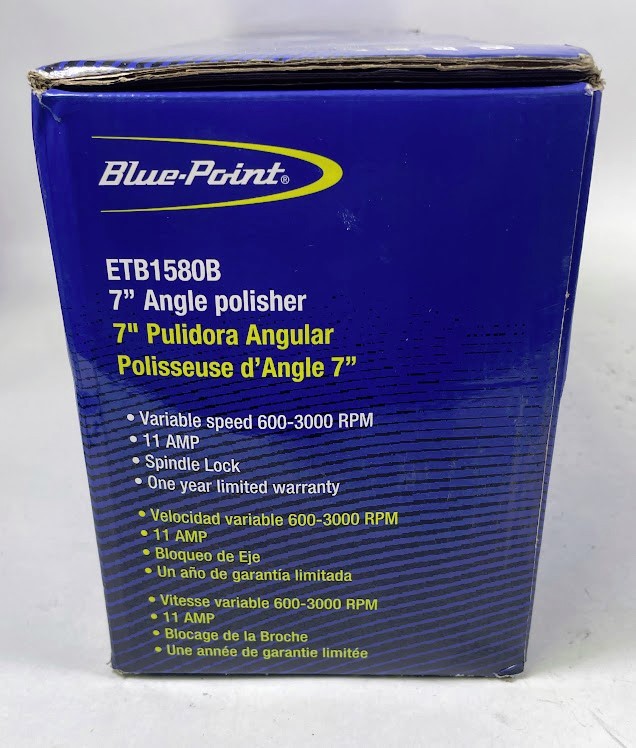 Blue-Point®
ETB1580B
7” Angle polisher
7" Pulidora Angular
Polisseuse d’Angle 7”
• Variable speed 600-3000 RPM
• 11 AMP
• Spindle Lock
• One year limited warranty
• Velocidad variable 600-3000 RPM
• 11 AMP
• Bloqueo de Eje
• Un año de garantía limitada
• Vitesse variable 600-3000 RPM
• 11 AMP
• Blocage de la Broche
• Une année de garantie limitée